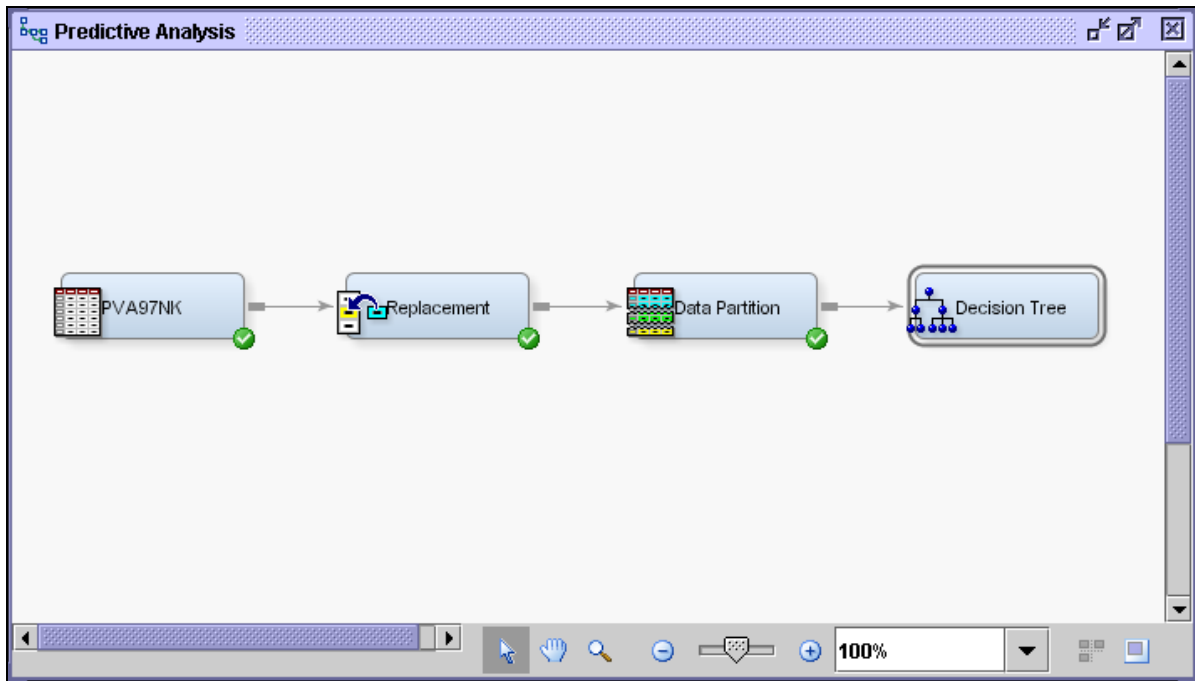 Predictive Analysis
PVA97NK
Replacement
Data Partition
Decision Tree
100%